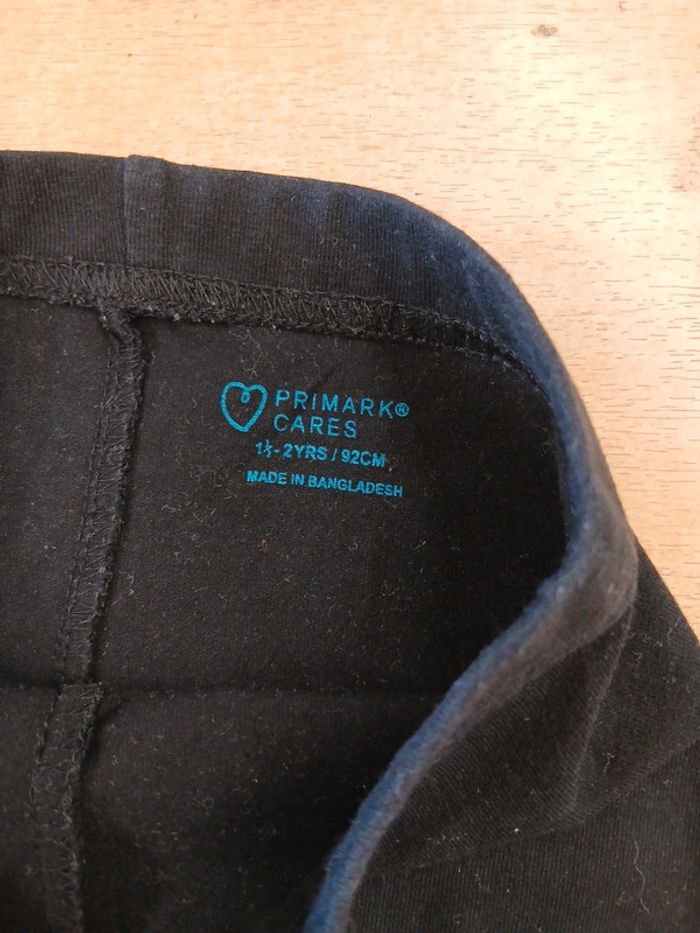 PRIMARK®
CARES
1½-2YRS / 92CM
MADE IN BANGLADESH